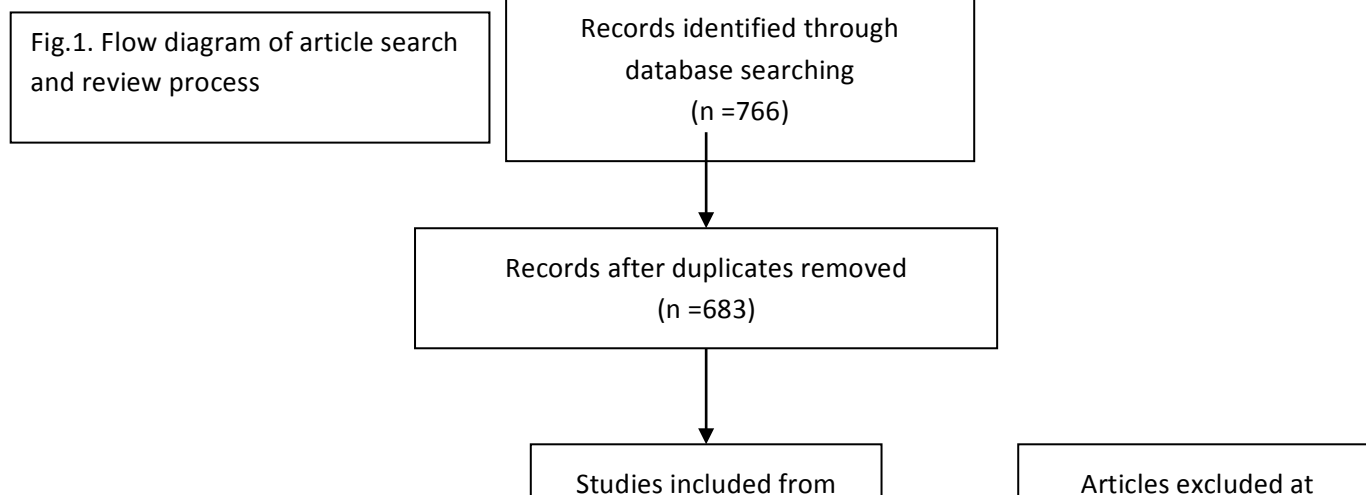 Fig.1. Flow diagram of article search
and review process
Records identified through
database searching
(n =766)
Records after duplicates removed
(n =683)
Studies included from
Articles excluded at